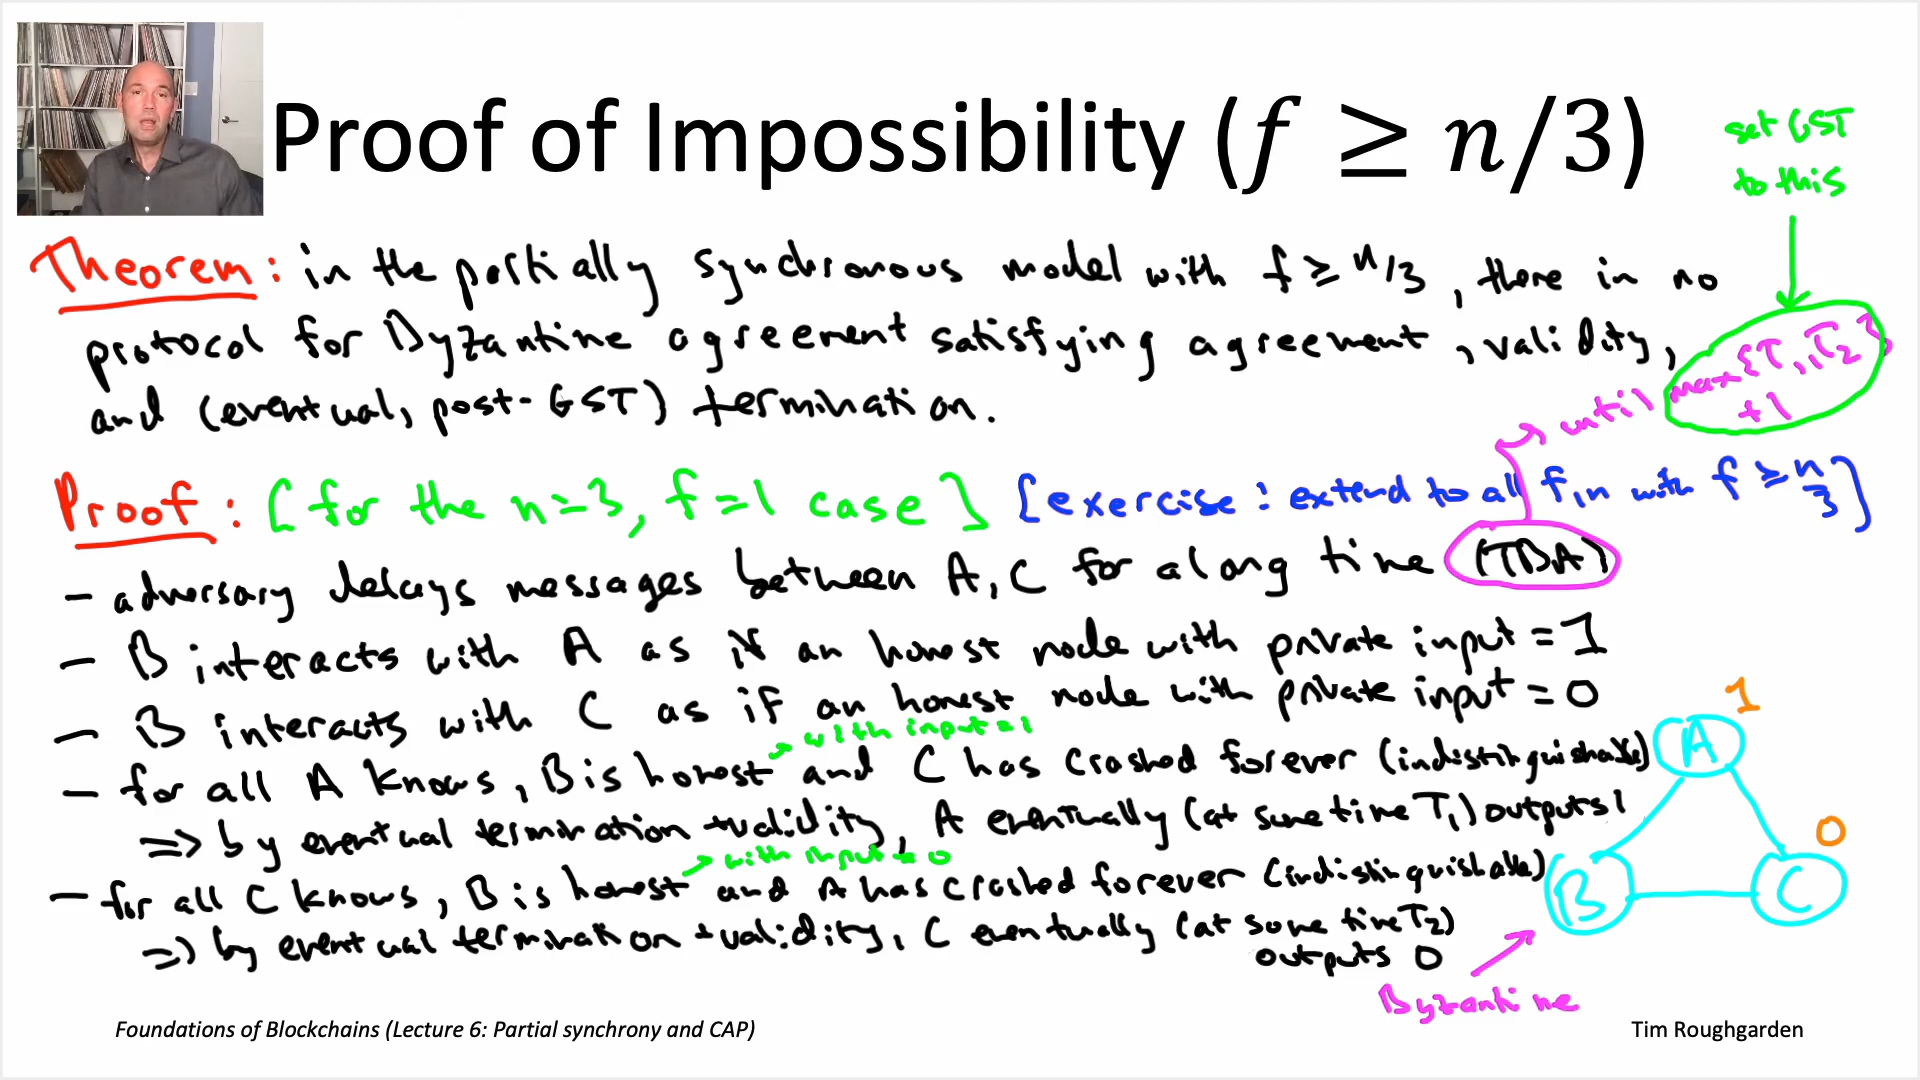 Proof of Impossibility (f ≥ n/3)
set GST
to this
Theorem: in the partially synchronous model with f ≥ n/3, there is no
protocol for Byzantine agreement satisfying agreement, validity,
and (eventual, post-GST) termination.
until max{T₁,T₂}
+1
Proof: [for the n=3, f=1 case] [exercise: extend to all f,n with f ≥ n/3]
- adversary delays messages between A, C for a long time (TBA)
- B interacts with A as if an honest node with private input = 1
- B interacts with C as if an honest node with private input = 0
→ with input=1
- for all A knows, B is honest and C has crashed forever (indistinguishable)
=> by eventual termination + validity, A eventually (at some time T₁) outputs 1
→ with input=0
- for all C knows, B is honest and A has crashed forever (indistinguishable)
=> by eventual termination + validity, C eventually (at some time T₂)
outputs 0
1
A
0
B
C
Byzantine
Foundations of Blockchains (Lecture 6: Partial synchrony and CAP)
Tim Roughgarden